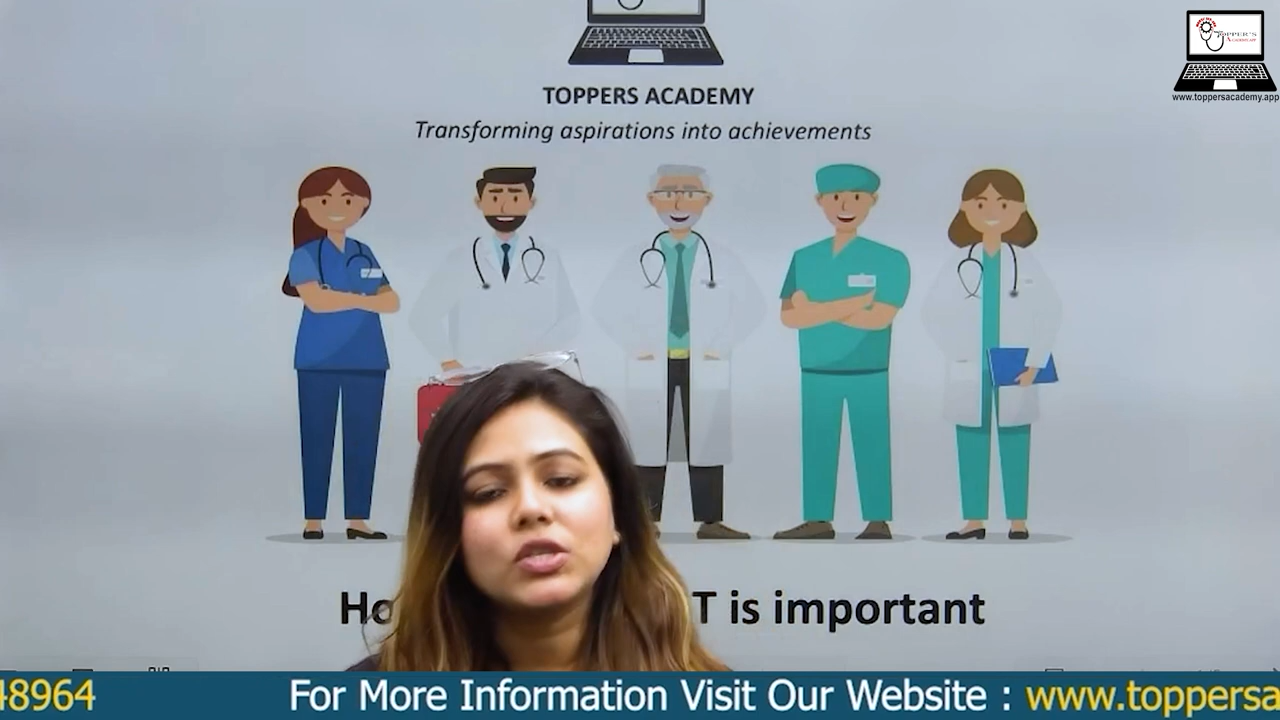 TOPPERS ACADEMY
Transforming aspirations into achievements
TOPPER'S
www.toppersacademy.app
T is important
48964 For More Information Visit Our Website : www.toppersa